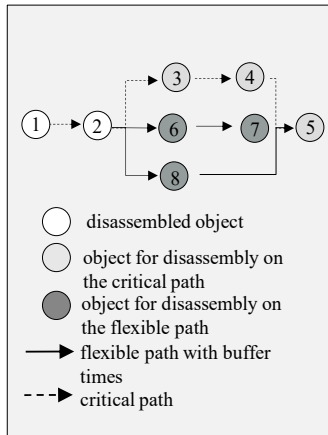 3 4
1 2 6 7 5
8
disassembled object
object for disassembly on
the critical path
object for disassembly on
the flexible path
flexible path with buffer
times
critical path